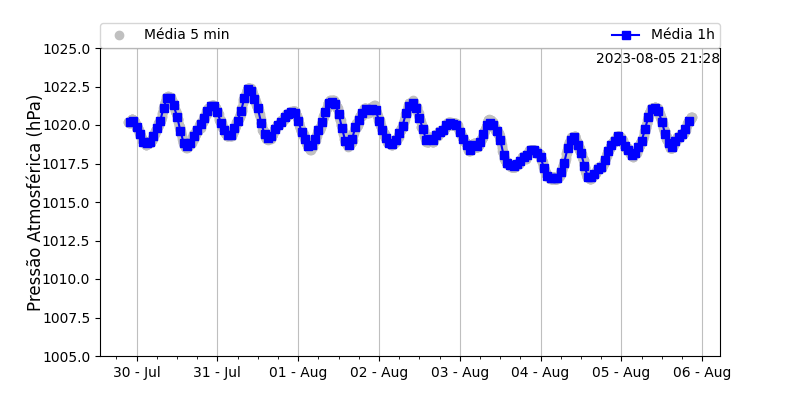 Média 5 min
Média 1h
2023-08-05 21:28
Pressão Atmosférica (hPa)
1025.0
1022.5
1020.0
1017.5
1015.0
1012.5
1010.0
1007.5
1005.0
30 - Jul
31 - Jul
01 - Aug
02 - Aug
03 - Aug
04 - Aug
05 - Aug
06 - Aug